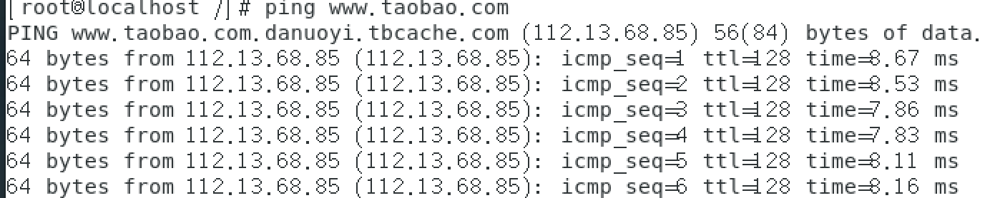 [root@localhost /]# ping www.taobao.com
PING www.taobao.com.danuoyi.tbcache.com (112.13.68.85) 56(84) bytes of data.
64 bytes from 112.13.68.85 (112.13.68.85): icmp_seq=1 ttl=128 time=8.67 ms
64 bytes from 112.13.68.85 (112.13.68.85): icmp_seq=2 ttl=128 time=8.53 ms
64 bytes from 112.13.68.85 (112.13.68.85): icmp_seq=3 ttl=128 time=7.86 ms
64 bytes from 112.13.68.85 (112.13.68.85): icmp_seq=4 ttl=128 time=7.83 ms
64 bytes from 112.13.68.85 (112.13.68.85): icmp_seq=5 ttl=128 time=8.11 ms
64 bytes from 112.13.68.85 (112.13.68.85): icmp_seq=6 ttl=128 time=8.16 ms